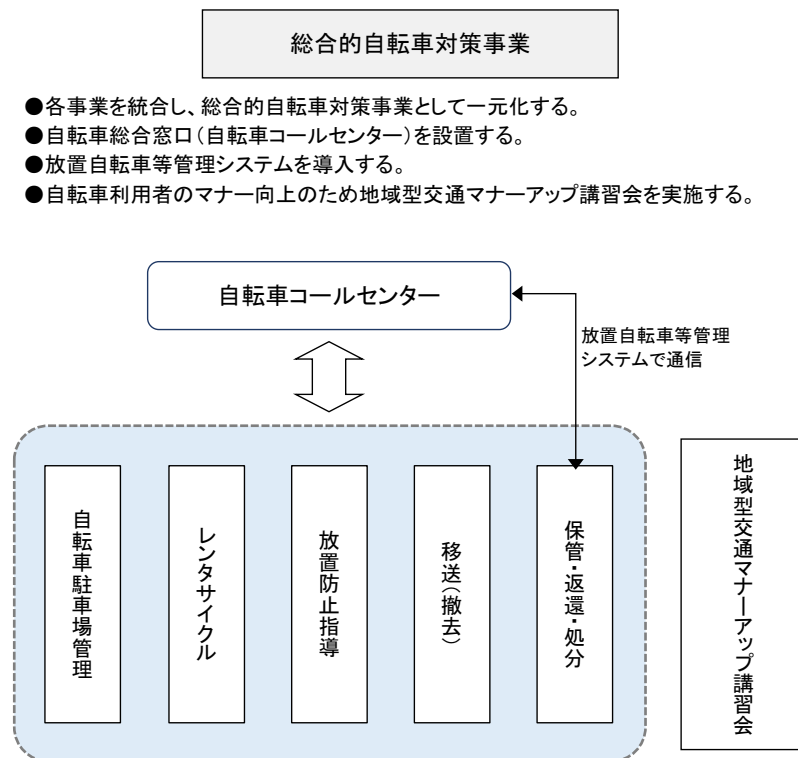 総合的自転車対策事業
●各事業を統合し、総合的自転車対策事業として一元化する。
●自転車総合窓口（自転車コールセンター）を設置する。
●放置自転車等管理システムを導入する。
●自転車利用者のマナー向上のため地域型交通マナーアップ講習会を実施する。
自転車コールセンター
放置自転車等管理
システムで通信
自転車駐車場管理
レンタサイクル
放置防止指導
移送（撤去）
保管・返還・処分
地域型交通マナーアップ講習会